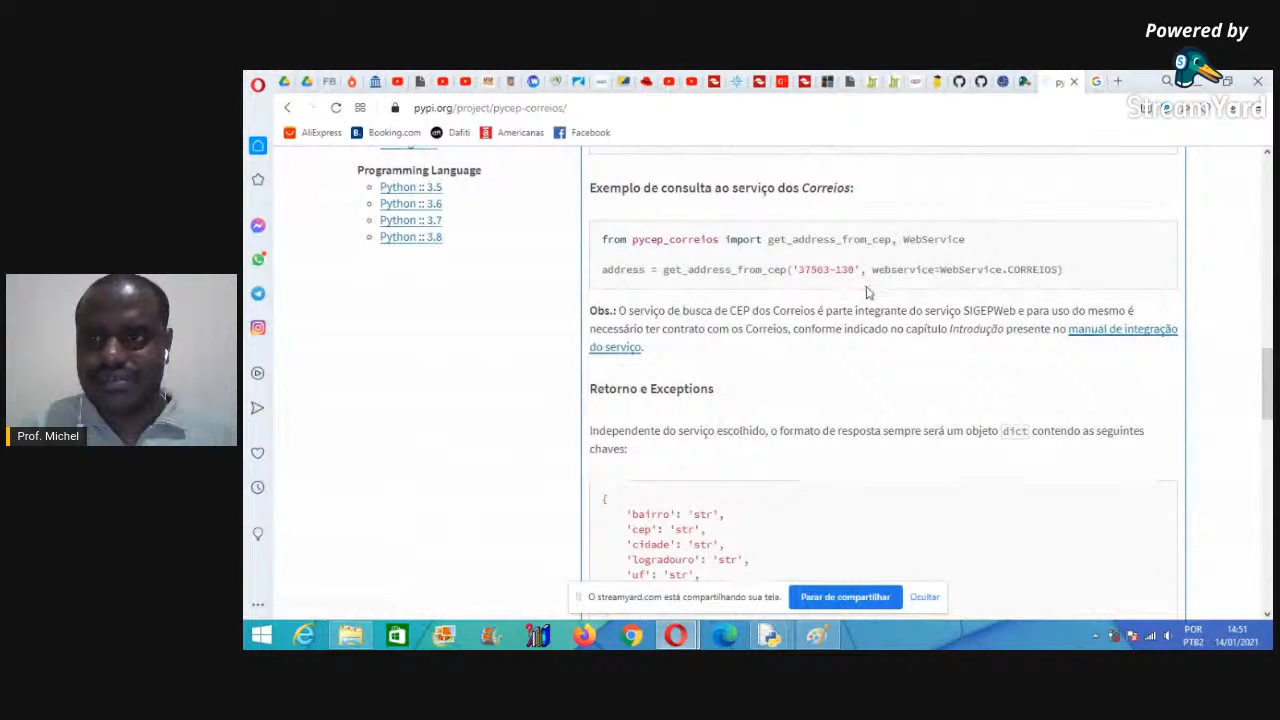 Powered by
StreamYard
FB
pypi.org/project/pycep-correios/
AliExpress
Booking.com
Dafiti
Americanas
Facebook
Programming Language
Python :: 3.5
Python :: 3.6
Python :: 3.7
Python :: 3.8
Exemplo de consulta ao serviço dos Correios:
from pycep_correios import get_address_from_cep, WebService
address = get_address_from_cep('37503-130', webservice=WebService.CORREIOS)
Obs.: O serviço de busca de CEP dos Correios é parte integrante do serviço SIGEPWeb e para uso do mesmo é
necessário ter contrato com os Correios, conforme indicado no capítulo Introdução presente no manual de integração
do serviço.
Retorno e Exceptions
Independente do serviço escolhido, o formato de resposta sempre será um objeto dict contendo as seguintes
chaves:
{
'bairro': 'str',
'cep': 'str',
'cidade': 'str',
'logradouro': 'str',
'uf': 'str',
O streamyard.com está compartilhando sua tela.
Parar de compartilhar
Ocultar
Prof. Michel
POR
PTB2
14:51
14/01/2021